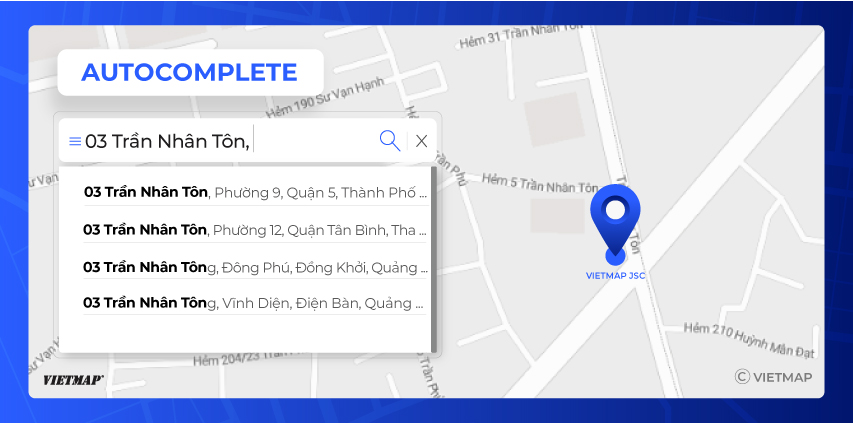 Hẻm 31 Trần Nhân Tôn
AUTOCOMPLETE
Hẻm 190 Sư Vạn Hạnh
03 Trần Nhân Tôn,
X
03 Trần Nhân Tôn, Phường 9, Quận 5, Thành Phố ...
03 Trần Nhân Tôn, Phường 12, Quận Tân Bình, Tha ...
03 Trần Nhân Tông, Đông Phú, Đồng Khởi, Quảng ...
03 Trần Nhân Tông, Vĩnh Diện, Điện Bàn, Quảng ...
Trần Phú
Hẻm 5 Trần Nhân Tôn
Tôn
VIETMAP JSC
Hẻm 210 Huỳnh Mẫn Đạt
Hẻm 204/23 Trần
Trần Phú
VIETMAP
© VIETMAP